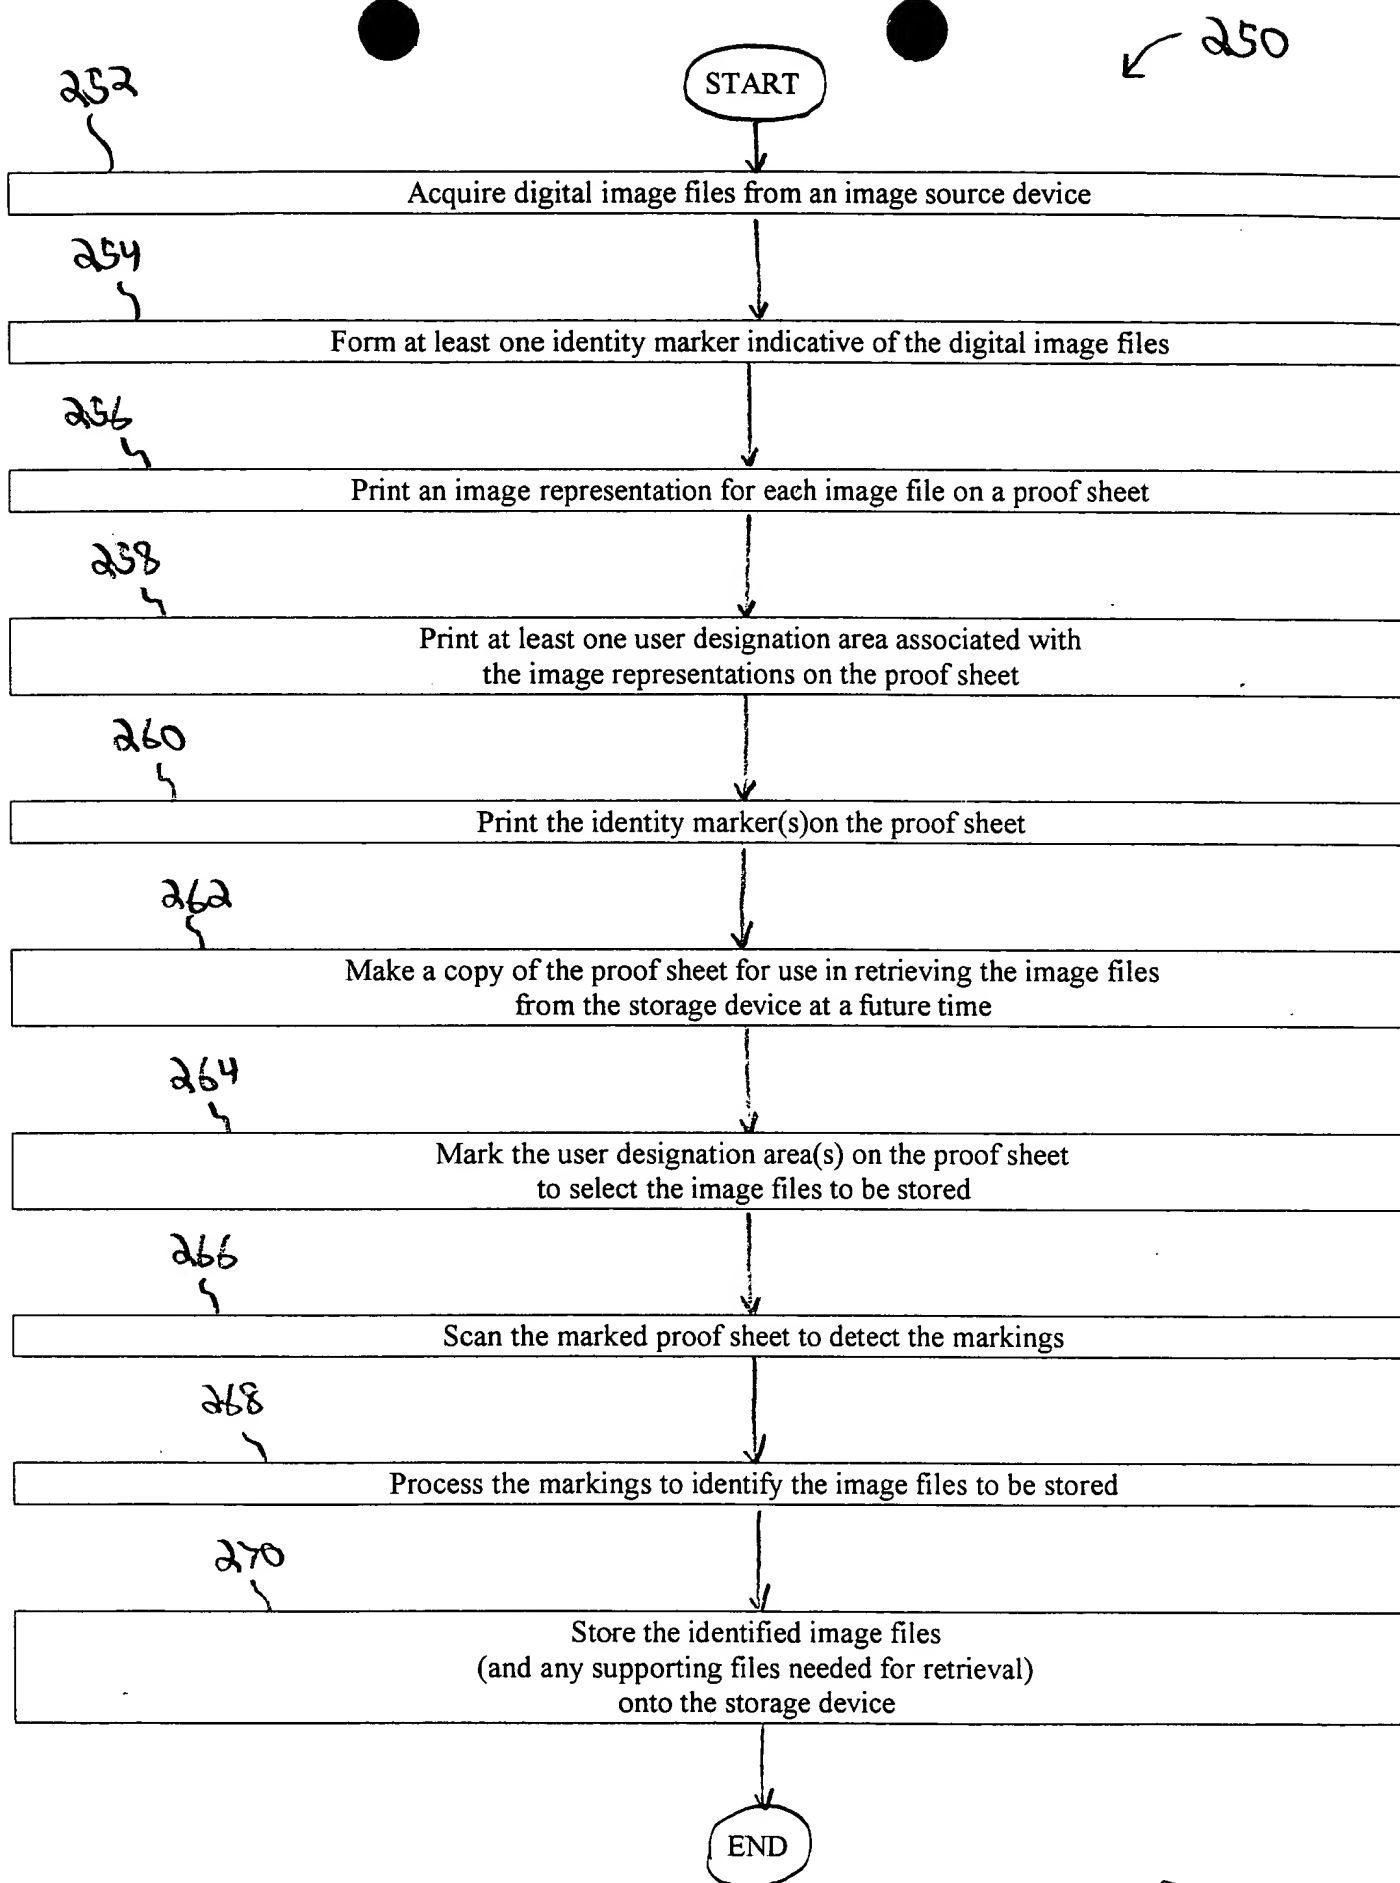 250
START
252
Acquire digital image files from an image source device
254
Form at least one identity marker indicative of the digital image files
256
Print an image representation for each image file on a proof sheet
258
Print at least one user designation area associated with
the image representations on the proof sheet
260
Print the identity marker(s)on the proof sheet
262
Make a copy of the proof sheet for use in retrieving the image files
from the storage device at a future time
264
Mark the user designation area(s) on the proof sheet
to select the image files to be stored
266
Scan the marked proof sheet to detect the markings
268
Process the markings to identify the image files to be stored
270
Store the identified image files
(and any supporting files needed for retrieval)
onto the storage device
END